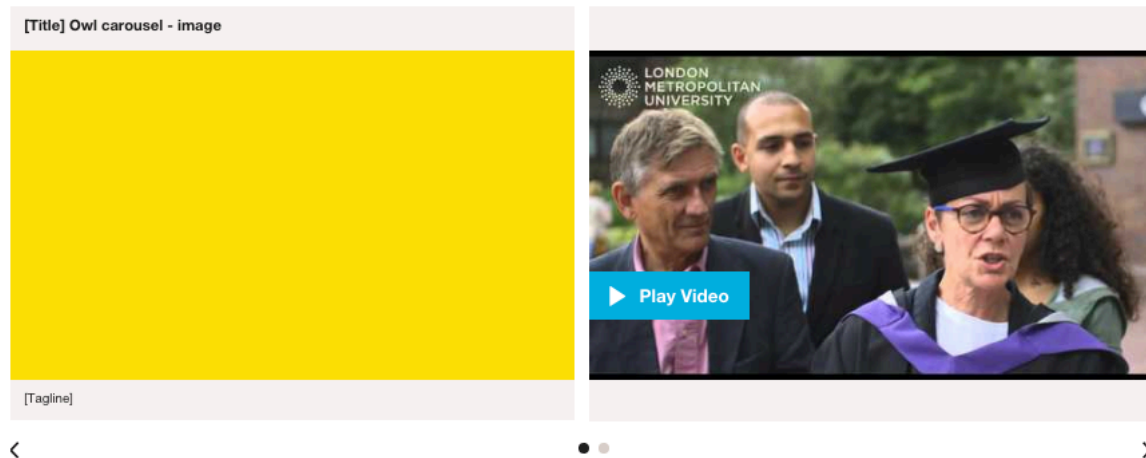 [Title] Owl carousel - image
LONDON
METROPOLITAN
UNIVERSITY
Play Video
[Tagline]